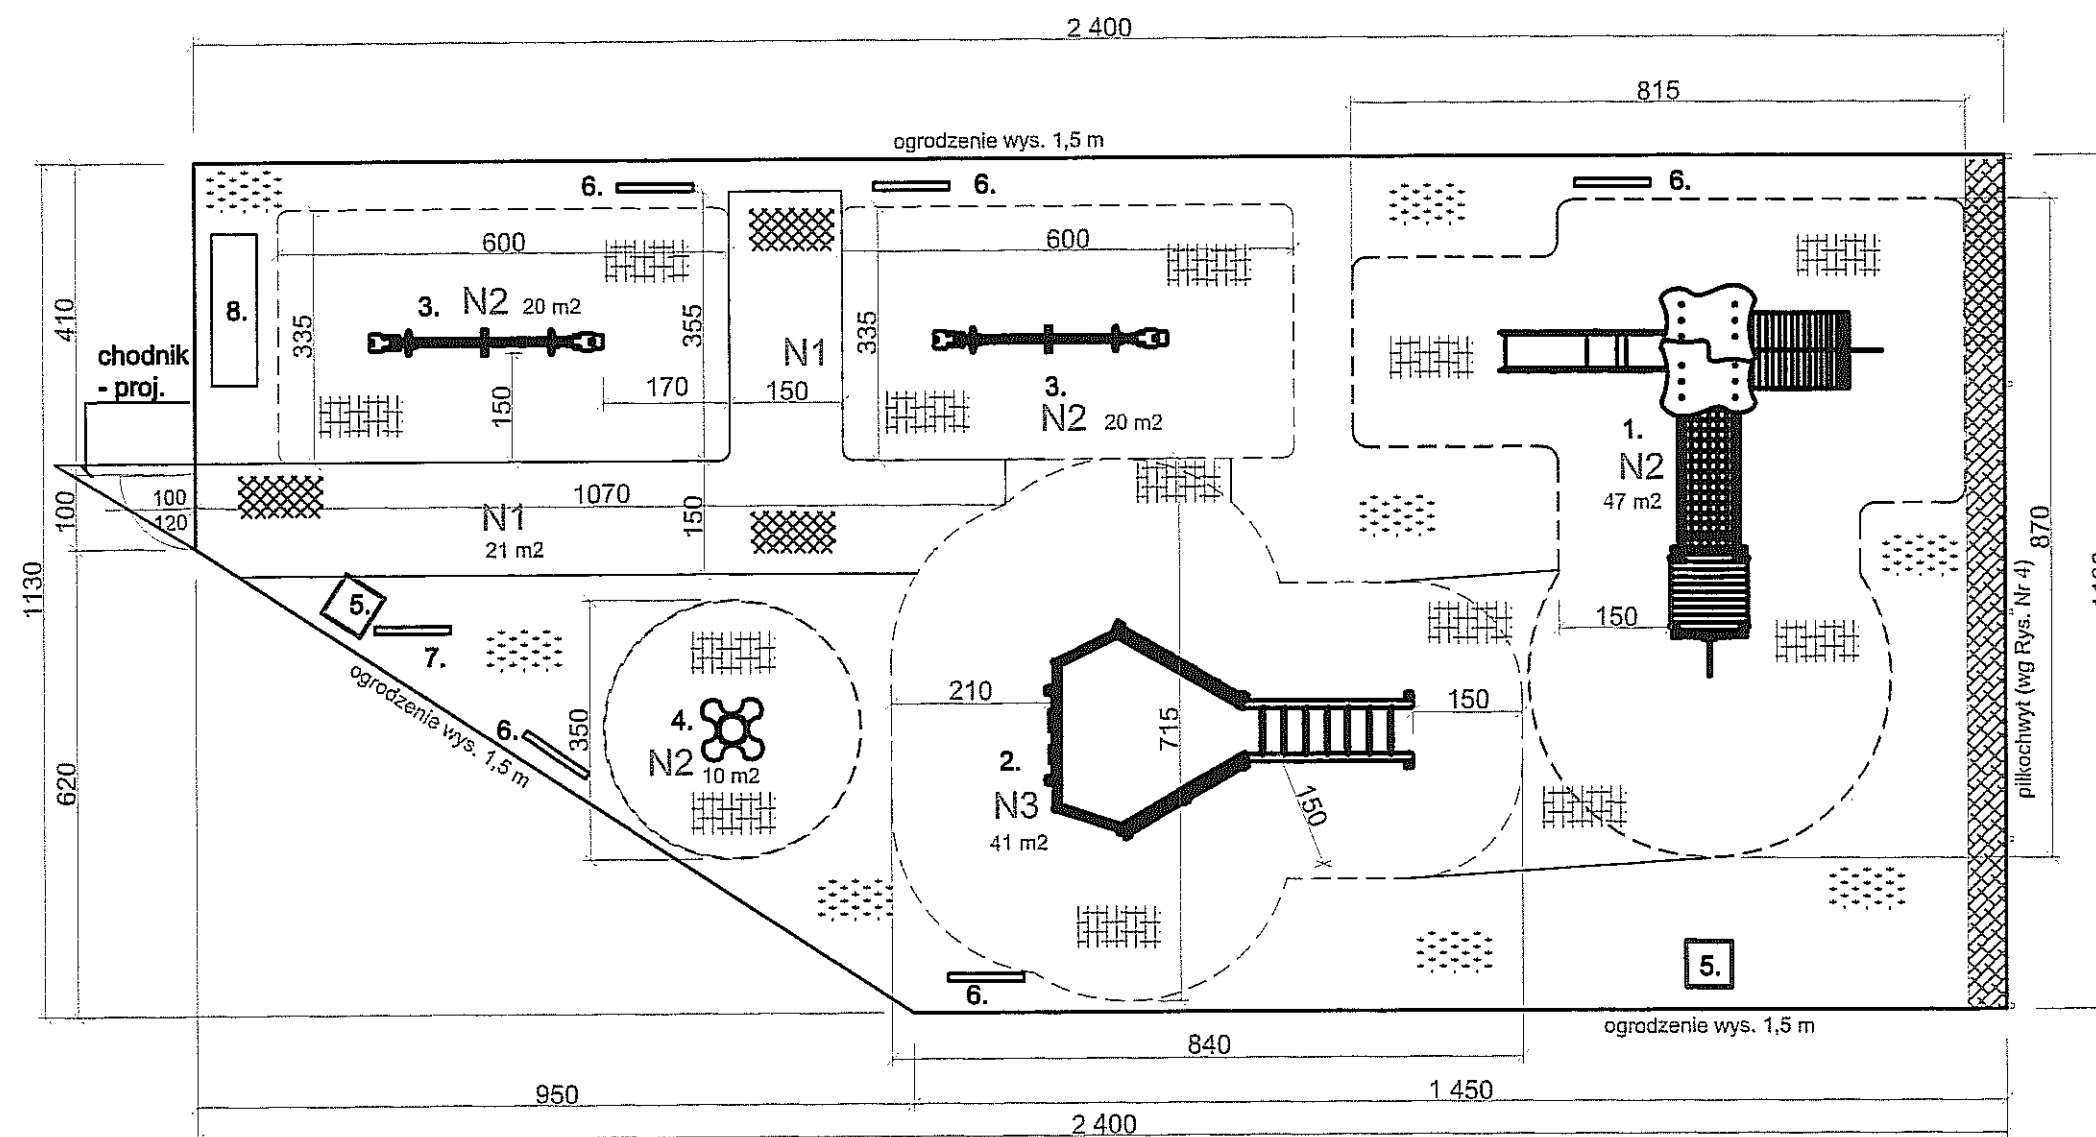 2 400
815
ogrodzenie wys. 1,5 m
6.
6.
6.
600
600
8.
3.
N2 20 m2
335
355
335
410
N1
chodnik
- proj.
170
150
150
3.
N2 20 m2
1.
N2
47 m2
100
100
120
1070
N1
21 m2
150
870
1130
5.
7.
150
pilkochwyt (wg Rys. Nr 4)
ogrodzenie wys. 1,5 m
6.
350
4.
N2
10 m2
210
715
150
2.
N3
41 m2
150
620
5.
6.
ogrodzenie wys. 1,5 m
840
950
1 450
2 400